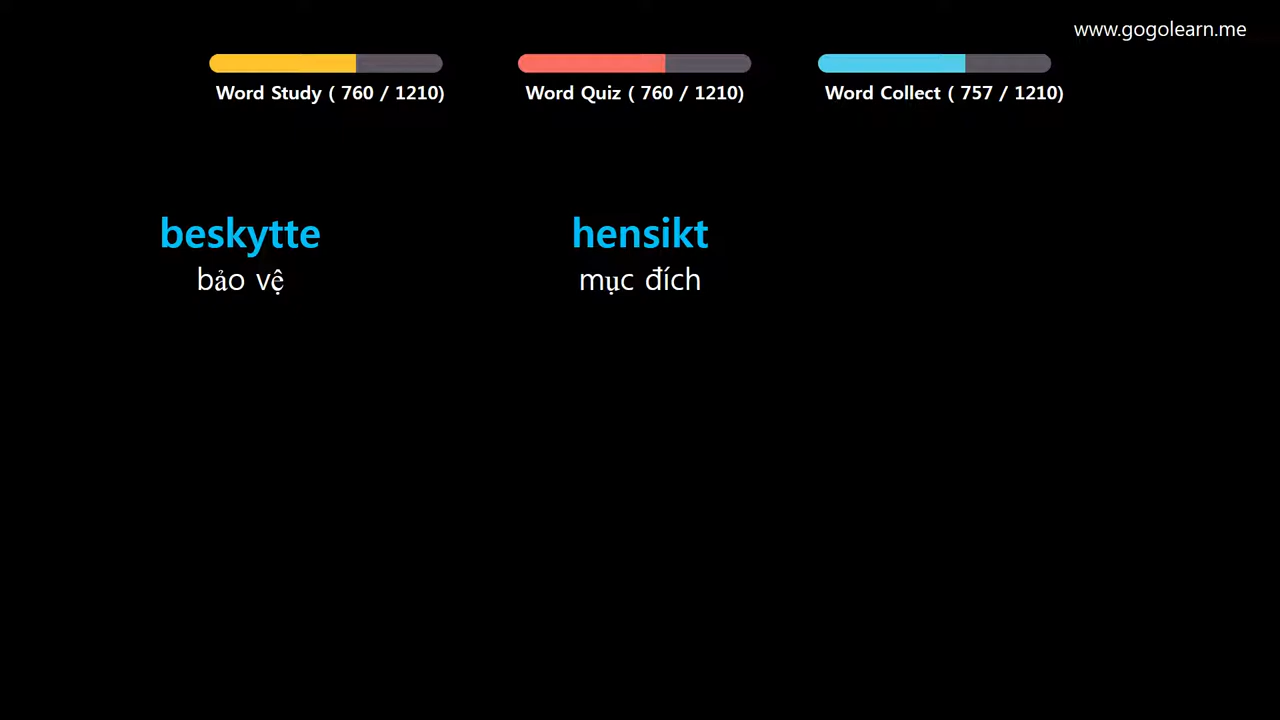 www.gogolearn.me
Word Study ( 760 / 1210)
Word Quiz ( 760 / 1210)
Word Collect ( 757 / 1210)
beskytte
bảo vệ
hensikt
mục đích